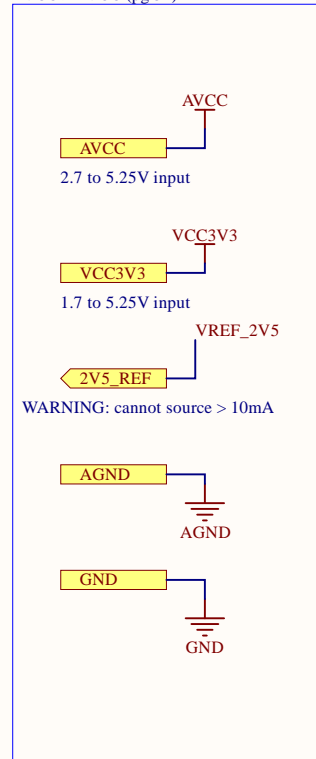 AVCC
AVCC
2.7 to 5.25V input
VCC3V3
VCC3V3
1.7 to 5.25V input
VREF_2V5
2V5_REF
WARNING: cannot source > 10mA
AGND
AGND
GND
GND